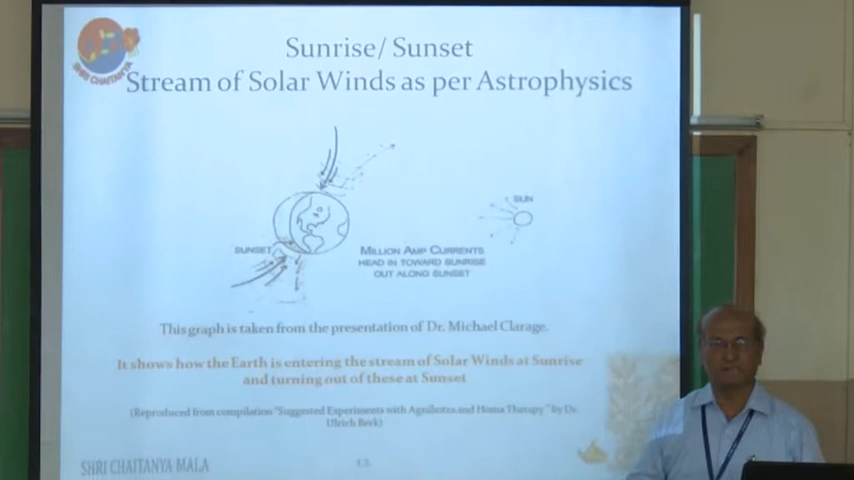 SHRI CHAITANYA
Sunrise/ Sunset
Stream of Solar Winds as per Astrophysics
SUN
SUNSET
MILLION AMP CURRENTS
HEAD IN TOWARD SUNRISE
OUT ALONG SUNSET
This graph is taken from the presentation of Dr. Michael Clarage.
It shows how the Earth is entering the stream of Solar Winds at Sunrise
and turning out of these at Sunset
(Reproduced from compilation "Suggested Experiments with Agnihotra and Homa Therapy" by Dr.
Ulrich Berk)
SHRI CHAITANYA MALA